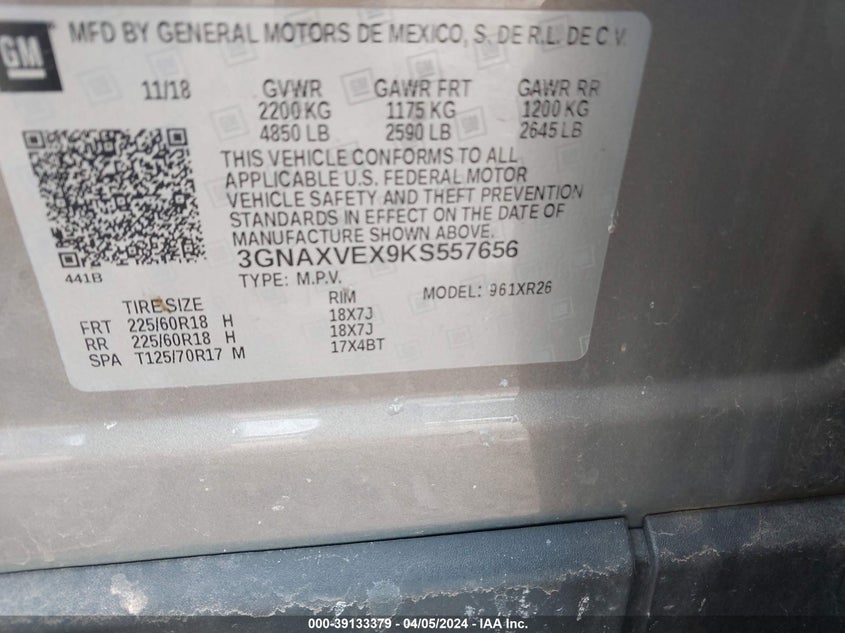 GM
MFD BY GENERAL MOTORS DE MEXICO, S. DE R.L. DE C.V.
11/18 GVWR GAWR FRT GAWR RR
2200 KG 1175 KG 1200 KG
4850 LB 2590 LB 2645 LB
THIS VEHICLE CONFORMS TO ALL
APPLICABLE U.S. FEDERAL MOTOR
VEHICLE SAFETY AND THEFT PREVENTION
STANDARDS IN EFFECT ON THE DATE OF
MANUFACTURE SHOWN ABOVE.
441B
3GNAXVEX9KS557656
TYPE: M.P.V. MODEL: 961XR26
TIRE SIZE RIM
FRT 225/60R18 H 18X7J
RR 225/60R18 H 18X7J
SPA T125/70R17 M 17X4BT
000-39133379 - 04/05/2024 - IAA Inc.